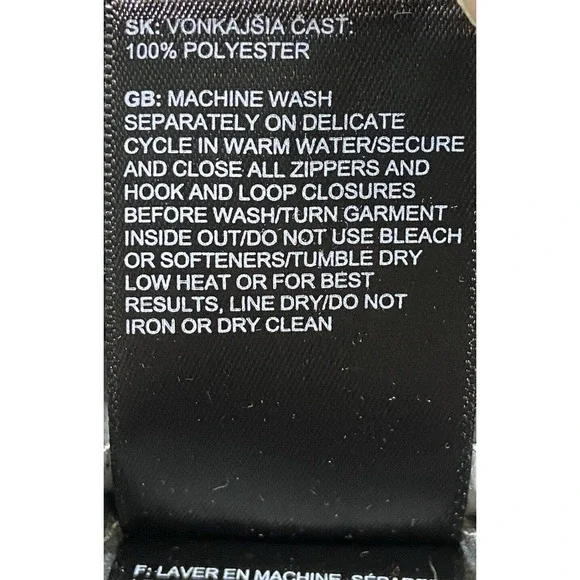 SK: VONKAJŠIA ČASŤ:
100% POLYESTER
GB: MACHINE WASH
SEPARATELY ON DELICATE
CYCLE IN WARM WATER/SECURE
AND CLOSE ALL ZIPPERS AND
HOOK AND LOOP CLOSURES
BEFORE WASH/TURN GARMENT
INSIDE OUT/DO NOT USE BLEACH
OR SOFTENERS/TUMBLE DRY
LOW HEAT OR FOR BEST
RESULTS, LINE DRY/DO NOT
IRON OR DRY CLEAN
F: LAVER EN MACHINE,